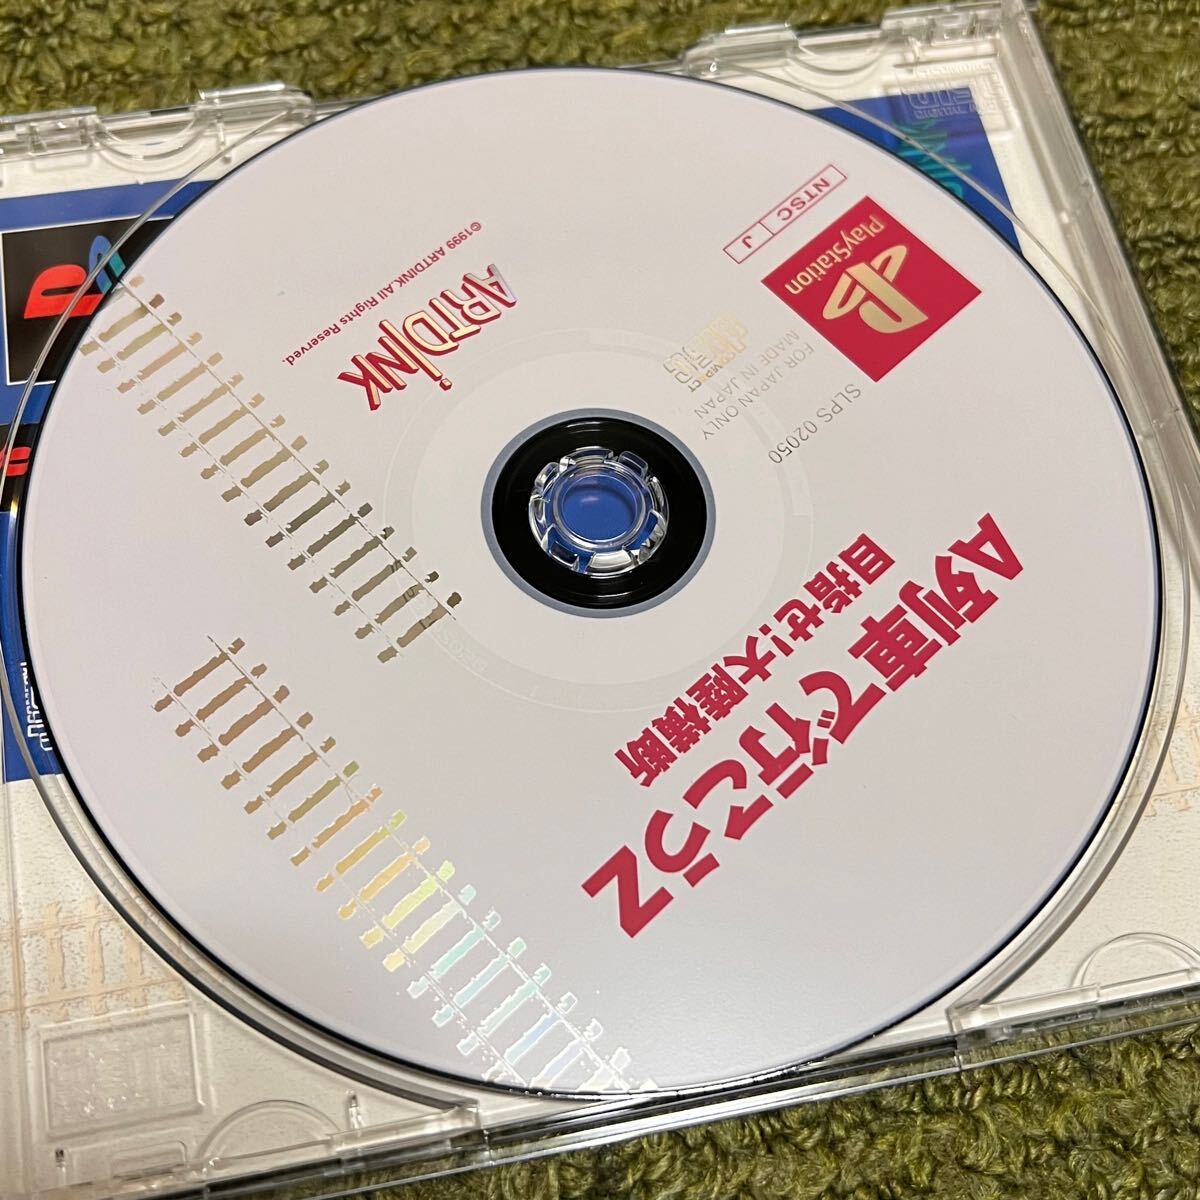 PlayStation
NTSC J
SLPS 02050
FOR JAPAN ONLY
MADE IN JAPAN
COMPACT
ARTDINK
©1999 ARTDINK.All Rights Reserved.
A列車で行こうZ
目指せ!大陸横断